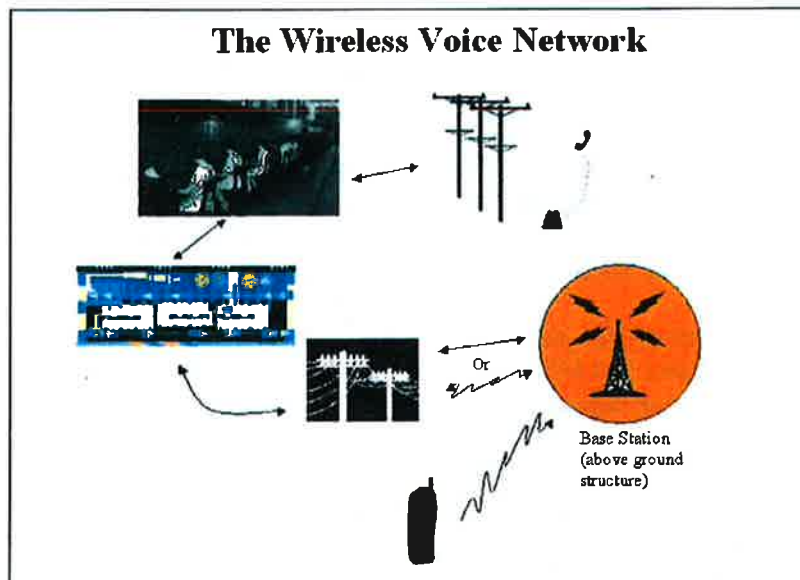 The Wireless Voice Network
Or
Base Station
(above ground
structure)